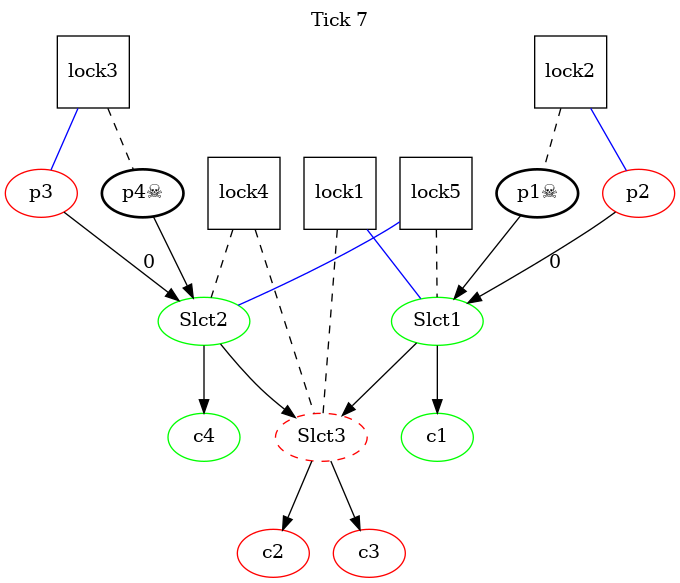 Tick 7
lock3
lock2
p3
p4☠
lock4
lock1
lock5
p1☠
p2
0
0
Slct2
Slct1
c4
Slct3
c1
c2
c3